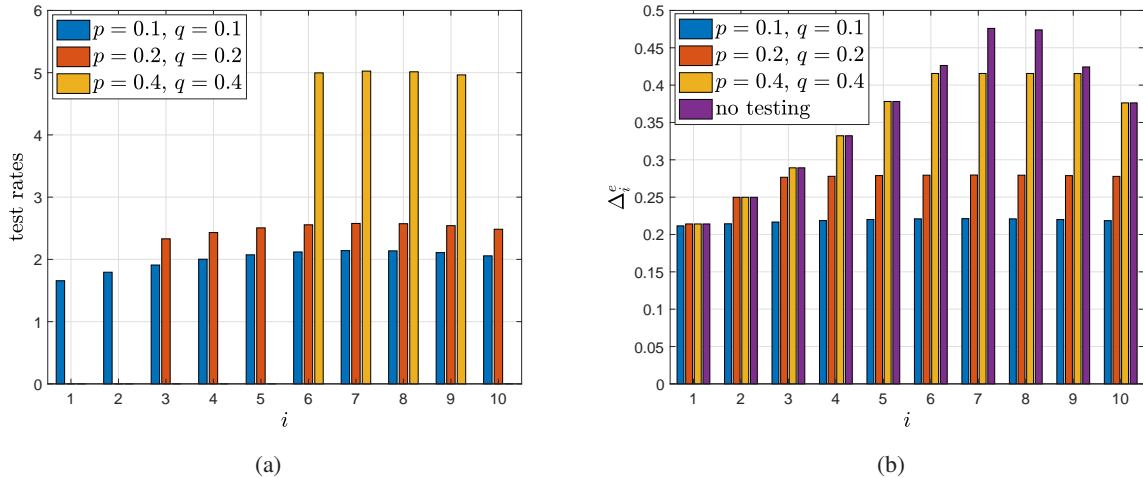 6
5
4
3
2
1
0
test rates
p = 0.1, q = 0.1
p = 0.2, q = 0.2
p = 0.4, q = 0.4
1 2 3 4 5 6 7 8 9 10
i
(a)
0.5
0.45
0.4
0.35
0.3
0.25
0.2
0.15
0.1
0.05
0
Δ_i^e
p = 0.1, q = 0.1
p = 0.2, q = 0.2
p = 0.4, q = 0.4
no testing
1 2 3 4 5 6 7 8 9 10
i
(b)